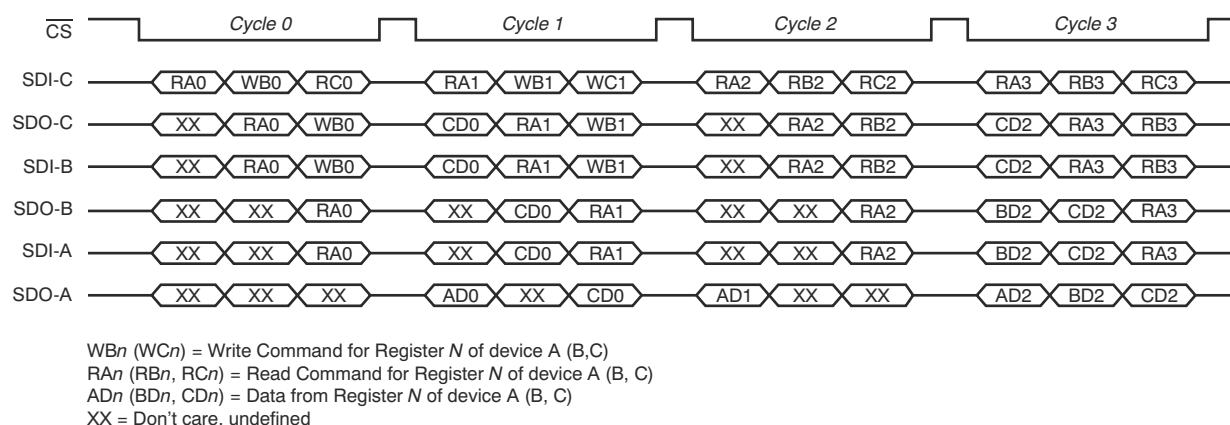 CS Cycle 0 Cycle 1 Cycle 2 Cycle 3
SDI-C RA0 WB0 RC0 RA1 WB1 WC1 RA2 RB2 RC2 RA3 RB3 RC3
SDO-C XX RA0 WB0 CD0 RA1 WB1 XX RA2 RB2 CD2 RA3 RB3
SDI-B XX RA0 WB0 CD0 RA1 WB1 XX RA2 RB2 CD2 RA3 RB3
SDO-B XX XX RA0 XX CD0 RA1 XX XX RA2 BD2 CD2 RA3
SDI-A XX XX RA0 XX CD0 RA1 XX XX RA2 BD2 CD2 RA3
SDO-A XX XX XX AD0 XX CD0 AD1 XX XX AD2 BD2 CD2
WBn (WCn) = Write Command for Register N of device A (B,C)
RAn (RBn, RCn) = Read Command for Register N of device A (B, C)
ADn (BDn, CDn) = Data from Register N of device A (B, C)
XX = Don't care, undefined